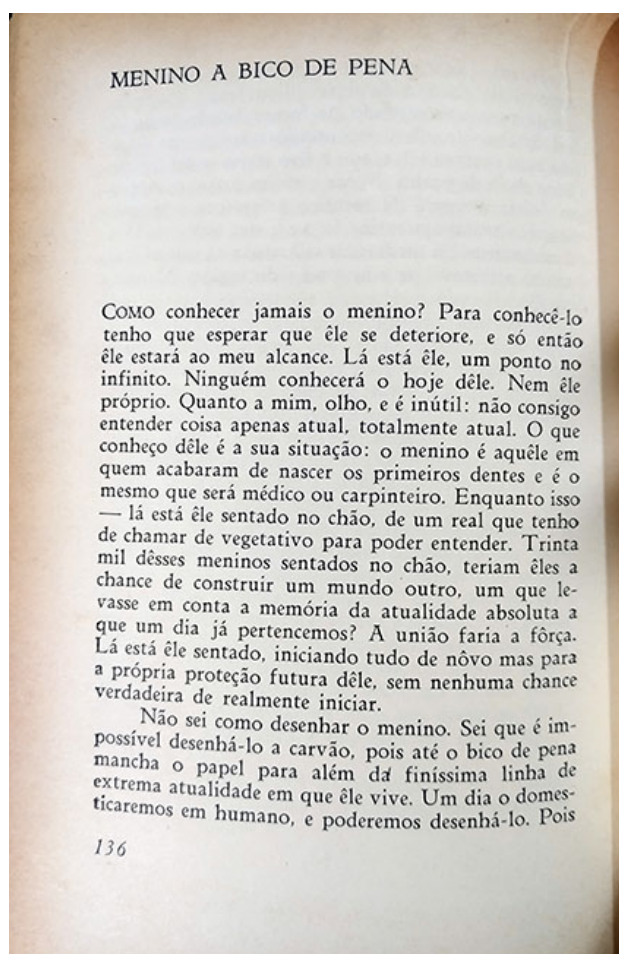 MENINO A BICO DE PENA
COMO conhecer jamais o menino? Para conhecê-lo
tenho que esperar que êle se deteriore, e só então
êle estará ao meu alcance. Lá está êle, um ponto no
infinito. Ninguém conhecerá o hoje dêle. Nem êle
próprio. Quanto a mim, olho, e é inútil: não consigo
entender coisa apenas atual, totalmente atual. O que
conheço dêle é a sua situação: o menino é aquêle em
quem acabaram de nascer os primeiros dentes e é o
mesmo que será médico ou carpinteiro. Enquanto isso
— lá está êle sentado no chão, de um real que tenho
de chamar de vegetativo para poder entender. Trinta
mil dêsses meninos sentados no chão, teriam êles a
chance de construir um mundo outro, um que le-
vasse em conta a memória da atualidade absoluta a
que um dia já pertencemos? A união faria a fôrça.
Lá está êle sentado, iniciando tudo de nôvo mas para
a própria proteção futura dêle, sem nenhuma chance
verdadeira de realmente iniciar.
Não sei como desenhar o menino. Sei que é im-
possível desenhá-lo a carvão, pois até o bico de pena
mancha o papel para além da finíssima linha de
extrema atualidade em que êle vive. Um dia o domes-
ticaremos em humano, e poderemos desenhá-lo. Pois
136